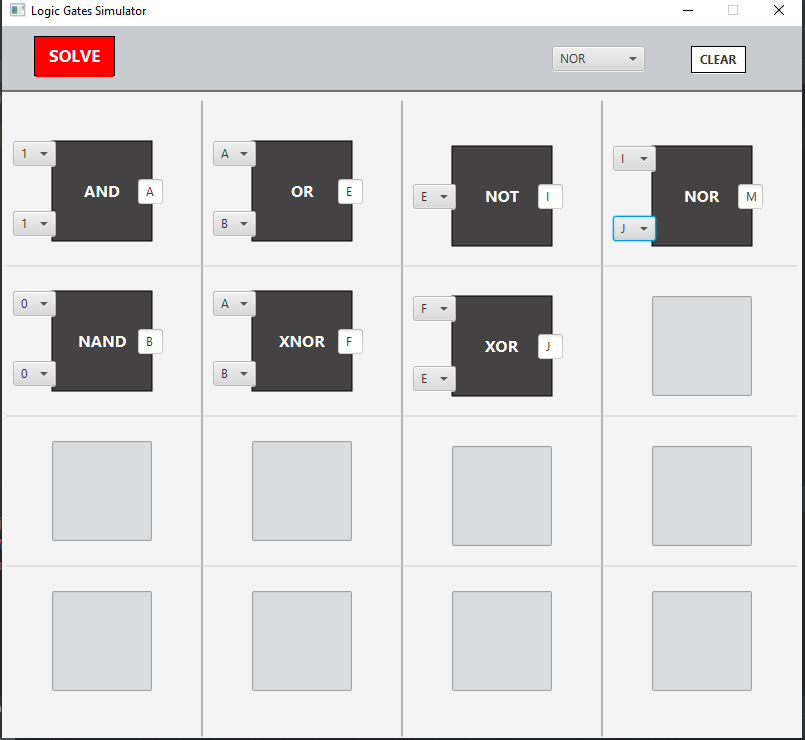 Logic Gates Simulator
SOLVE
NOR
CLEAR
1
1
AND
A
A
B
OR
E
E
NOT
I
I
J
NOR
M
0
0
NAND
B
A
B
XNOR
F
F
E
XOR
J